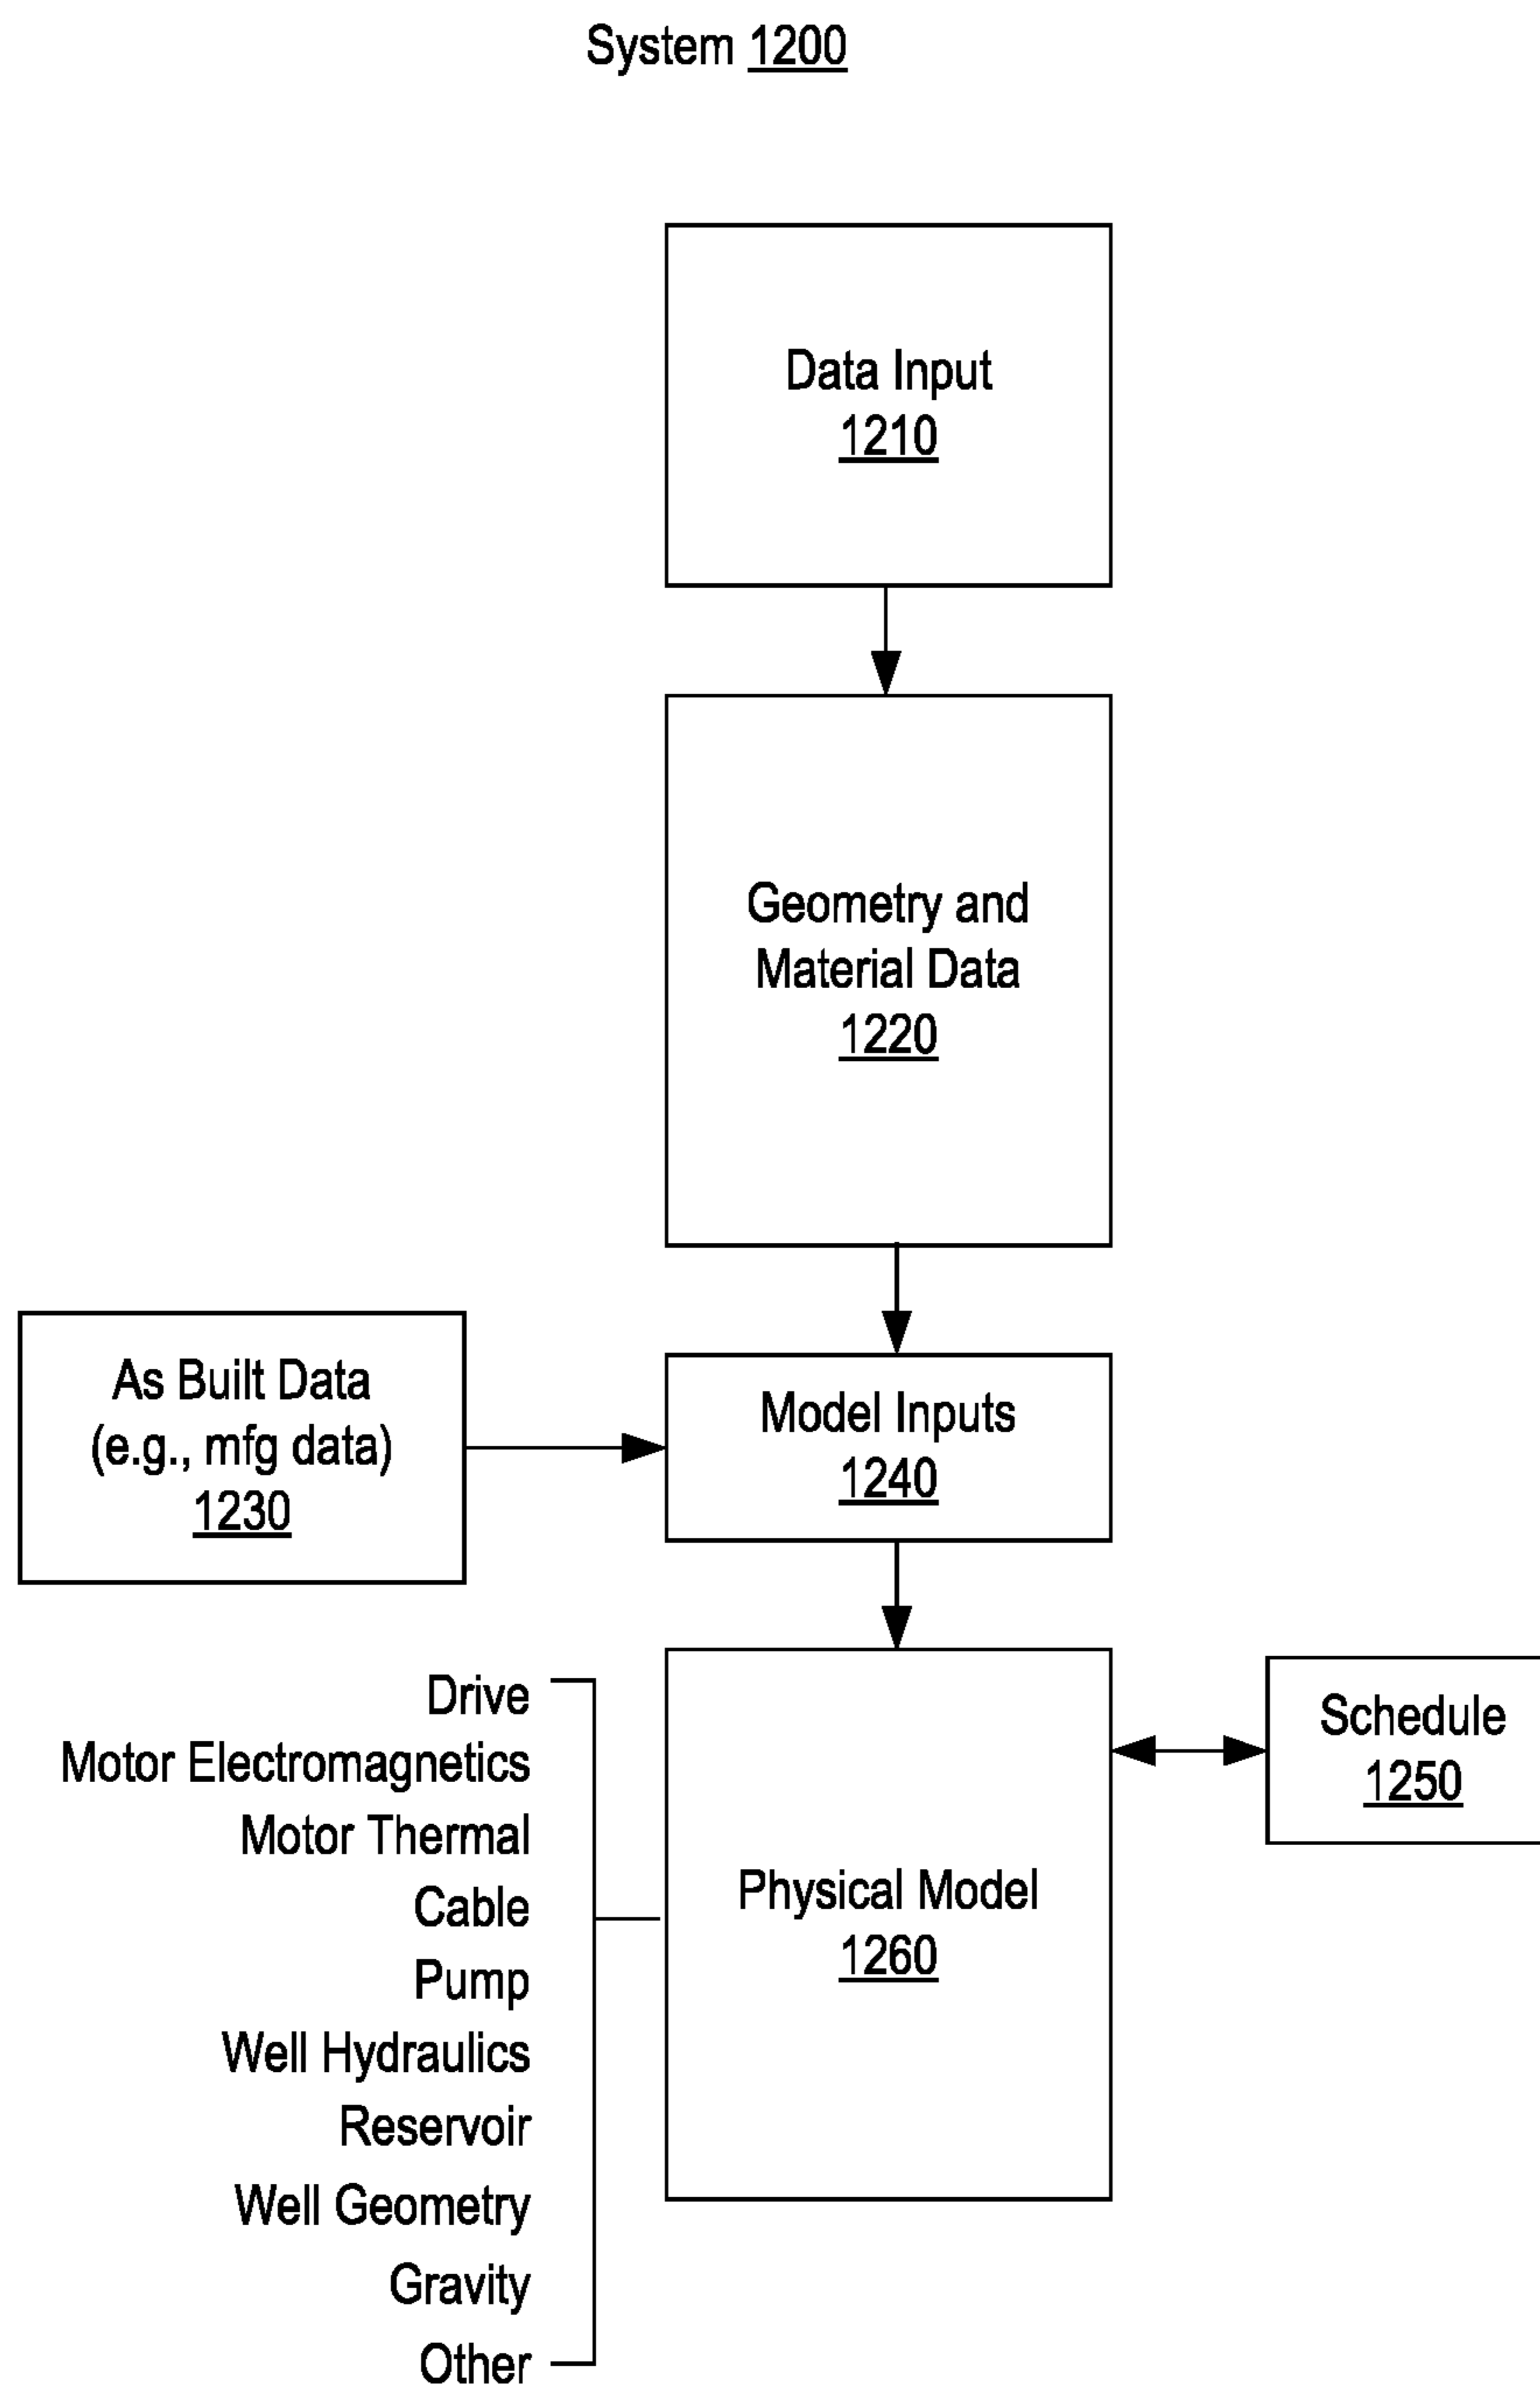 System 1200
Data Input
1210
Geometry and
Material Data
1220
As Built Data
(e.g., mfg data)
1230
Model Inputs
1240
Drive
Motor Electromagnetics
Motor Thermal
Cable
Pump
Well Hydraulics
Reservoir
Well Geometry
Gravity
Other
Physical Model
1260
Schedule
1250